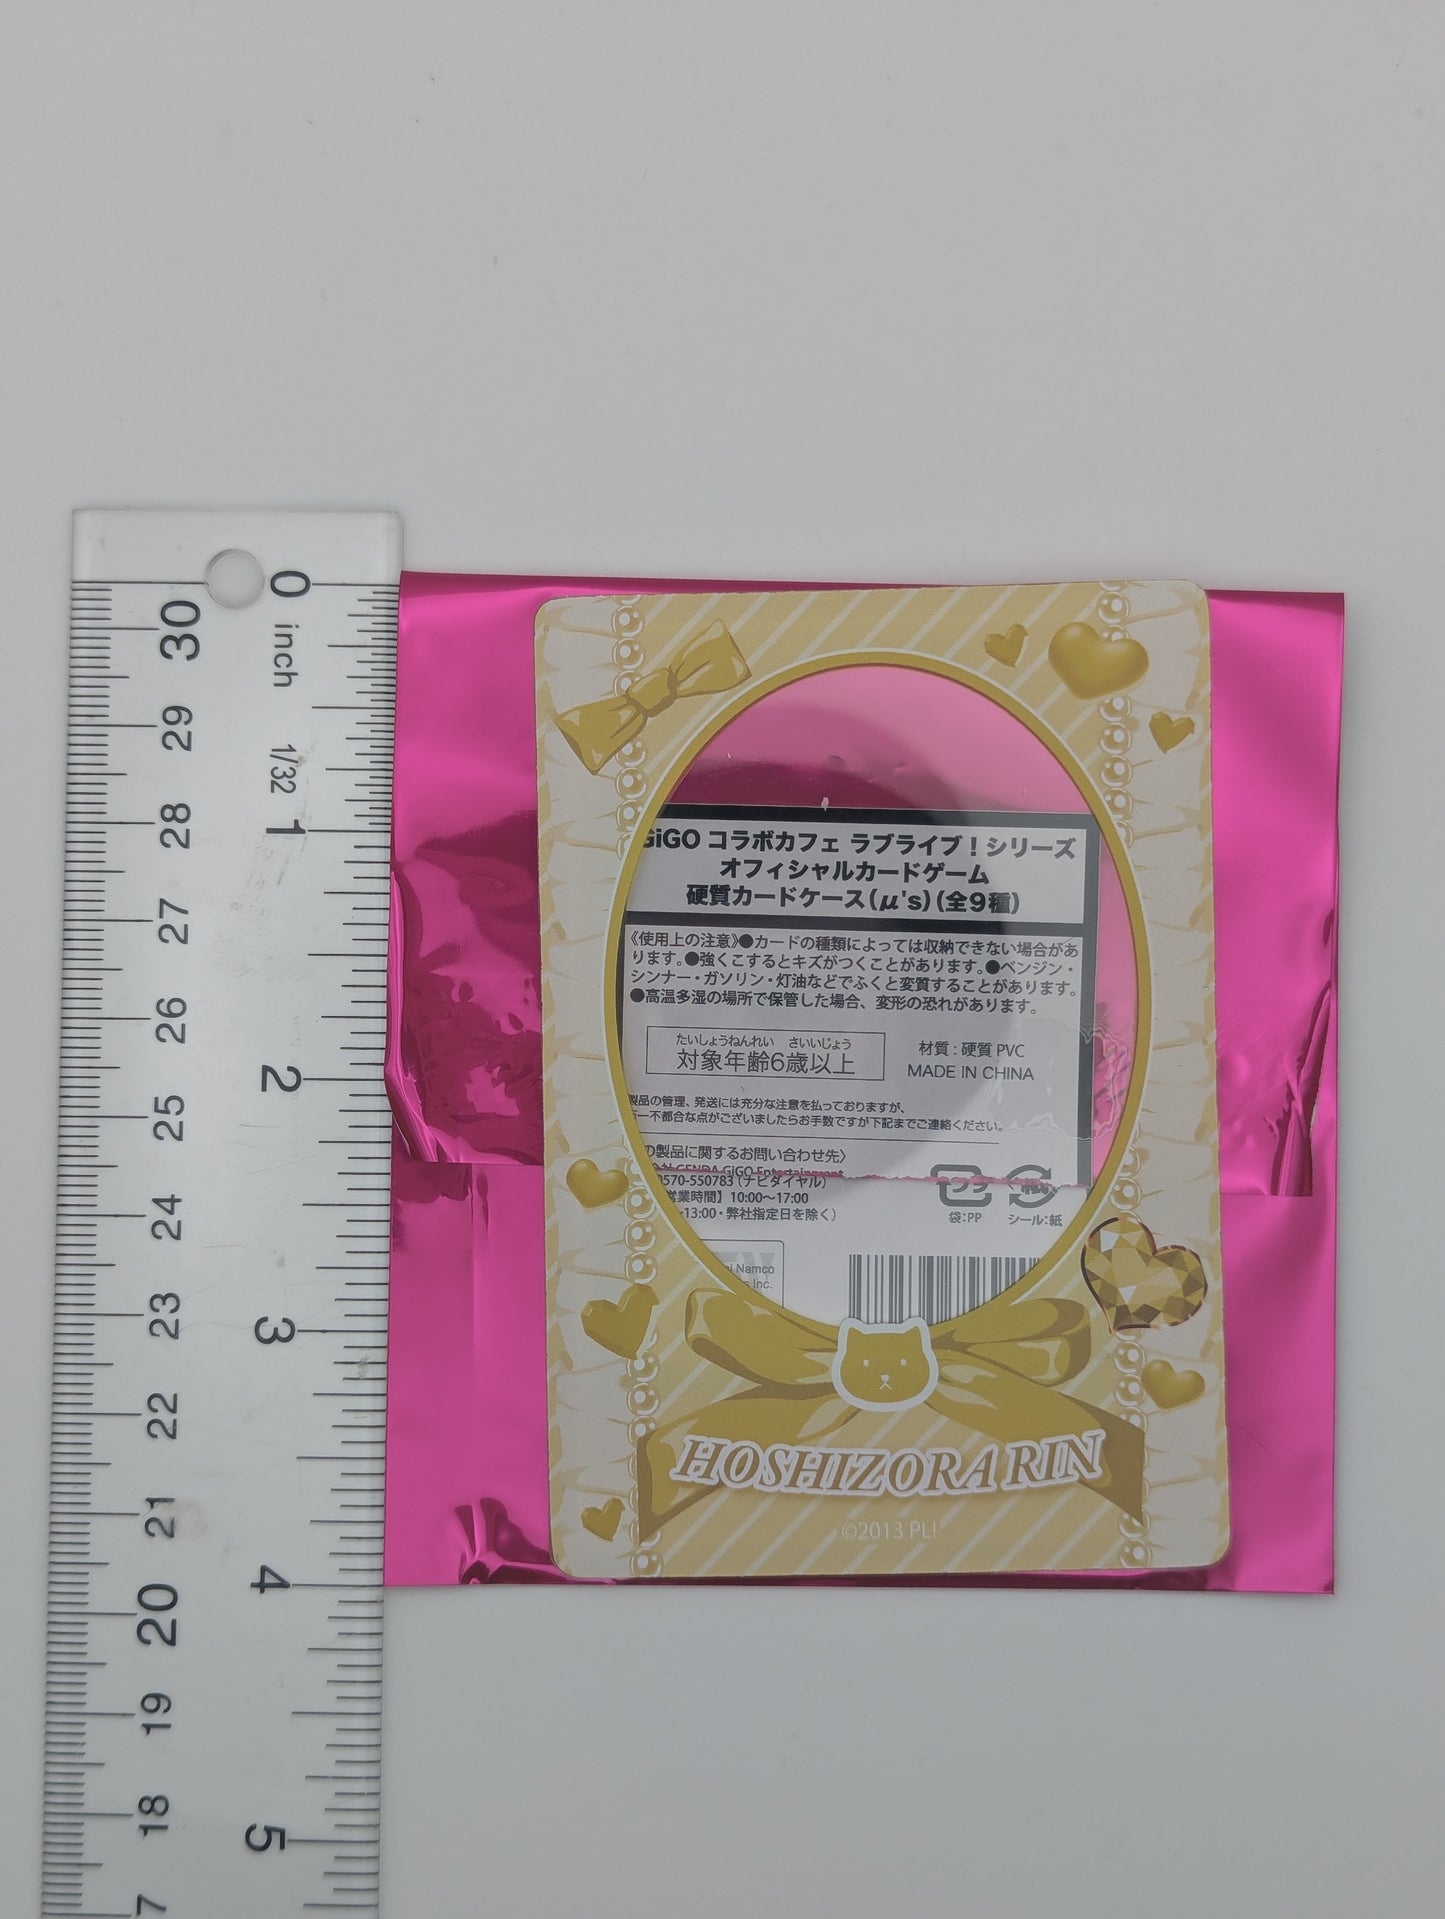 0
inch
1/32
1
2
3
4
5
30
29
28
27
26
25
24
23
22
21
20
19
18
7
GiGO コラボカフェ ラブライブ！シリーズ
オフィシャルカードゲーム
硬質カードケース(μ's)(全9種)
《使用上の注意》●カードの種類によっては収納できない場合があ
ります。●強くこするとキズがつくことがあります。●ベンジン・
シンナー・ガソリン・灯油などでふくと変質することがあります。
●高温多湿の場所で保管した場合、変形の恐れがあります。
たいしょうねんれい さいいじょう
対象年齢6歳以上
材質：硬質 PVC
MADE IN CHINA
製品の管理、発送には充分な注意を払っておりますが、
一不都合な点がございましたらお手数ですが下記までご連絡ください。
の製品に関するお問い合わせ先〉
GENDA GiGO Entertainment
0570-550783 (ナビダイヤル)
営業時間】10:00〜17:00
〜13:00・弊社指定日を除く）
プラ
袋：PP
紙
シール：紙
Namco
Inc.
HOSHIZORA RIN
©2013 PL!